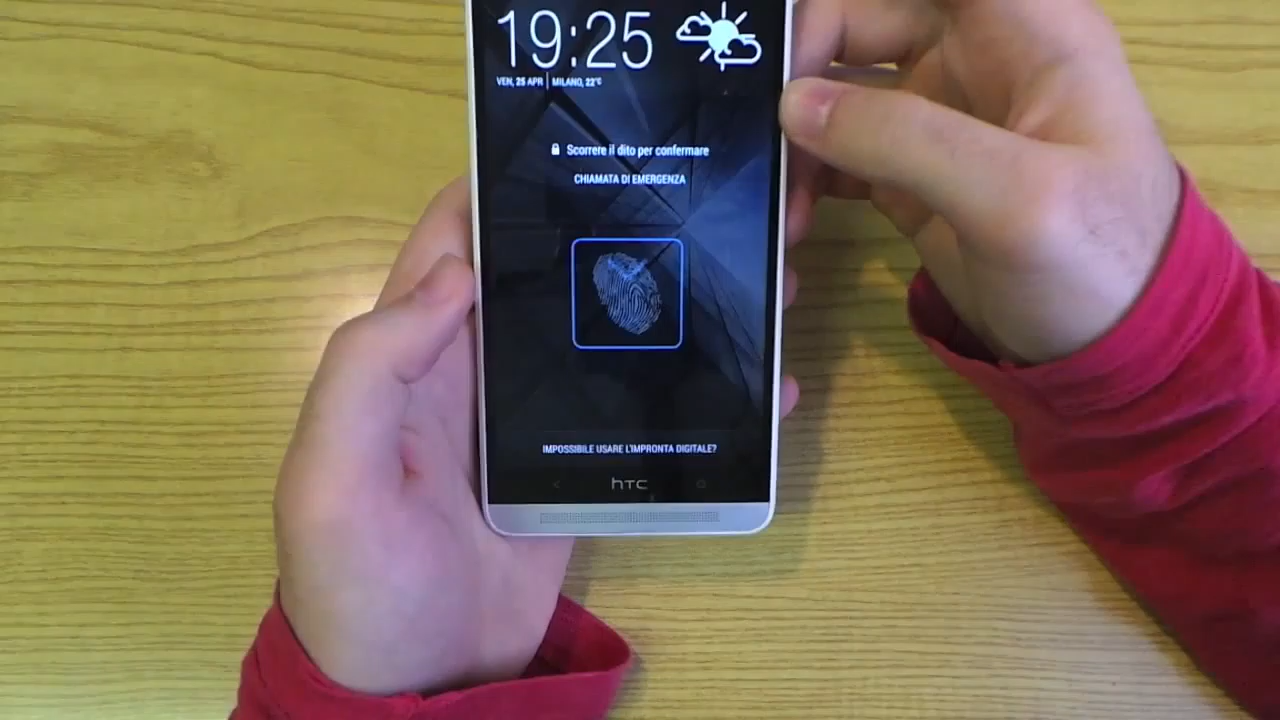 19:25
VEN, 25 APR | MILANO, 22°C
Scorrere il dito per confermare
CHIAMATA DI EMERGENZA
IMPOSSIBILE USARE L'IMPRONTA DIGITALE?
hTC